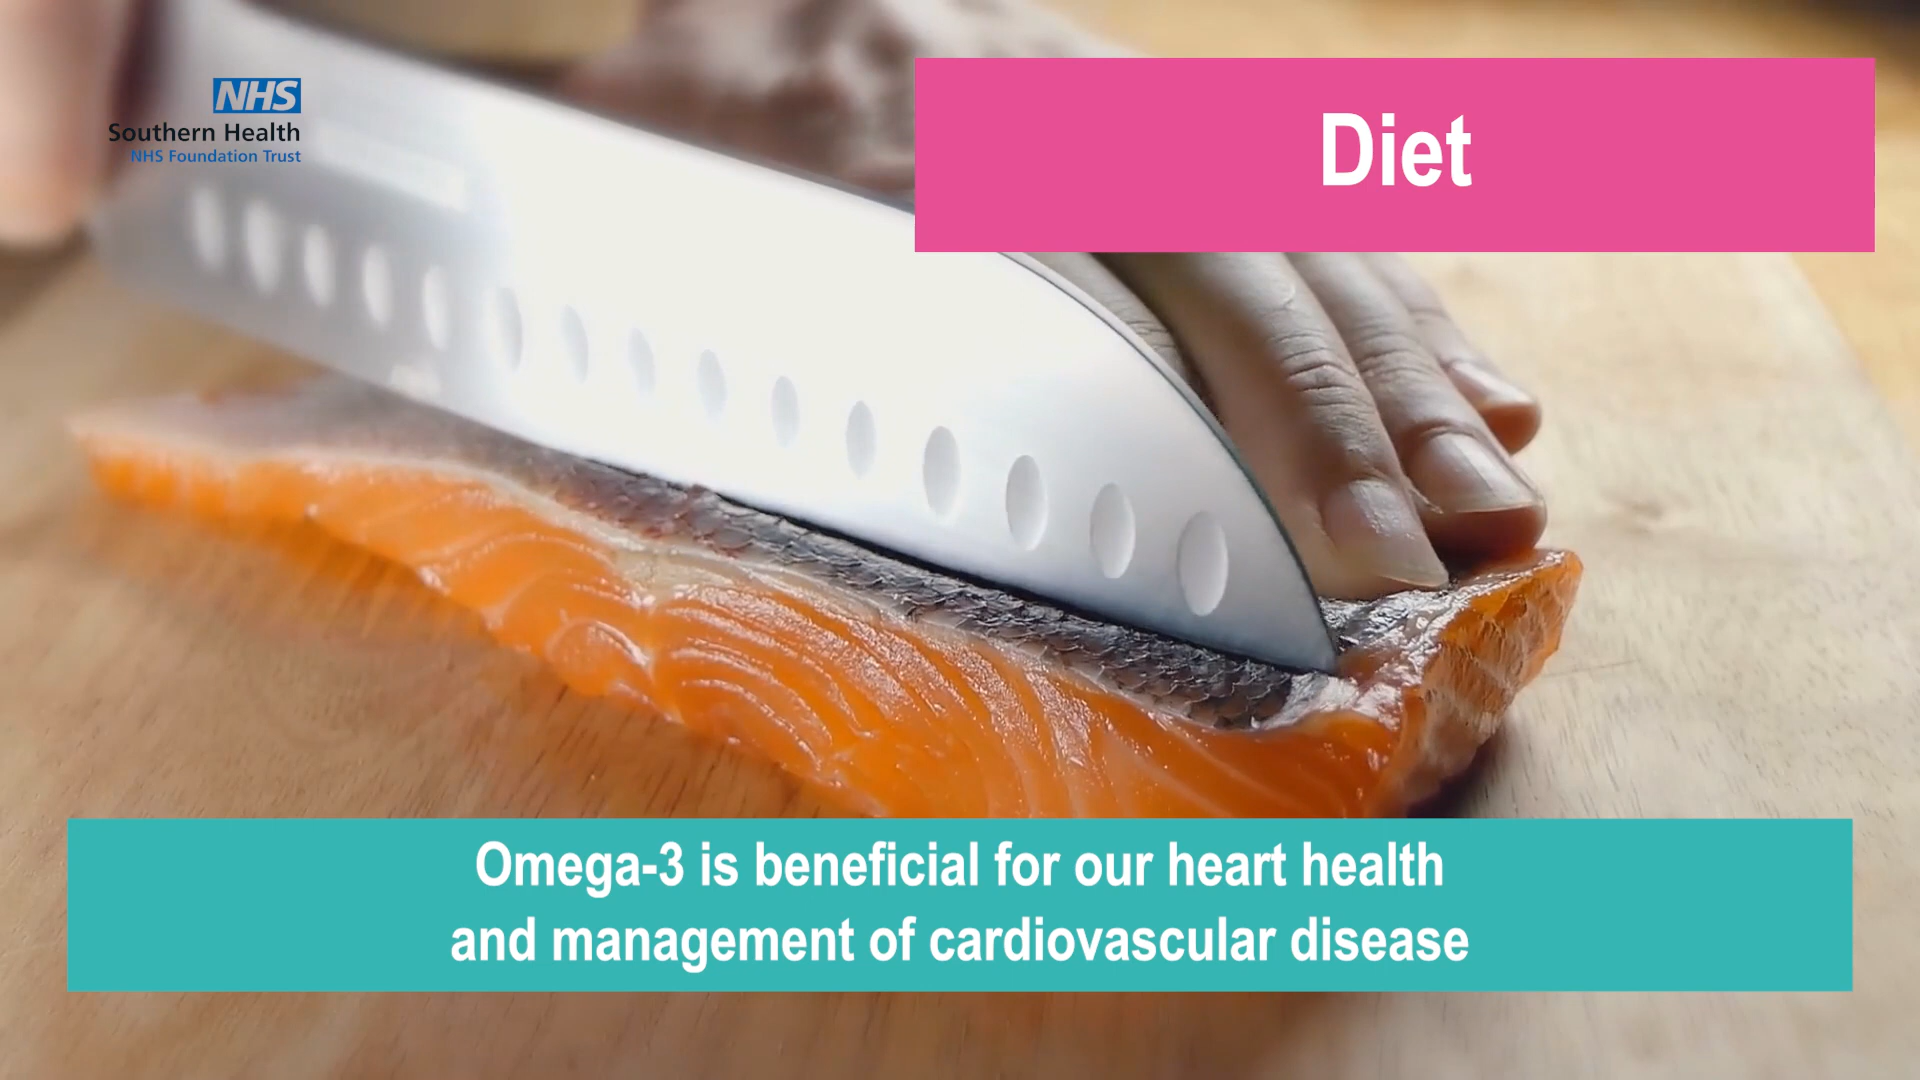 NHS
Southern Health
NHS Foundation Trust
Diet
Omega-3 is beneficial for our heart health
and management of cardiovascular disease